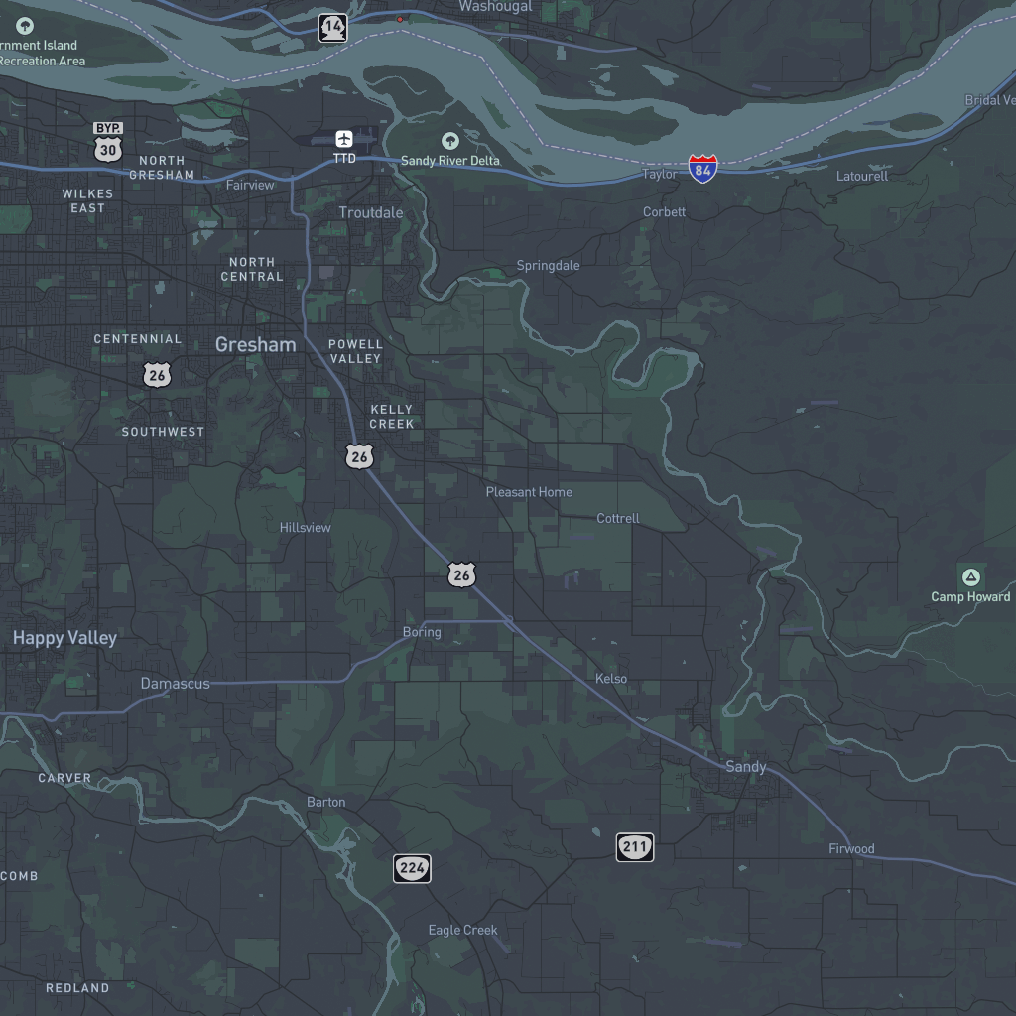 Washougal
14
rnment Island
Recreation Area
Bridal Ve
BYP.
30
TTD
Sandy River Delta
NORTH
GRESHAM
84
Fairview
Taylor
Latourell
WILKES
EAST
Troutdale
Corbett
NORTH
CENTRAL
Springdale
CENTENNIAL
Gresham
POWELL
VALLEY
26
KELLY
CREEK
SOUTHWEST
26
Pleasant Home
Cottrell
Hillsview
26
Camp Howard
Boring
Happy Valley
Damascus
Kelso
CARVER
Sandy
Barton
211
Firwood
224
COMB
Eagle Creek
REDLAND